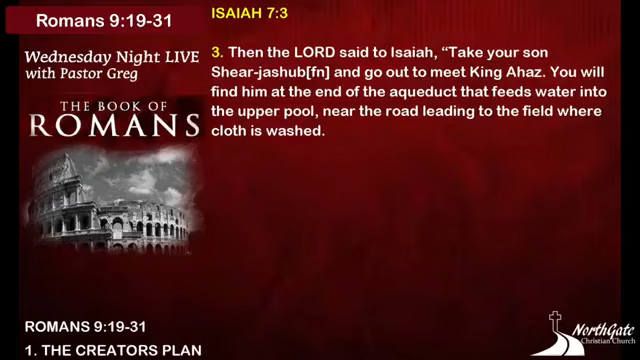 Romans 9:19-31
ISAIAH 7:3
Wednesday Night LIVE
with Pastor Greg
THE BOOK OF
ROMANS
3. Then the LORD said to Isaiah, “Take your son
Shear-jashub[fn] and go out to meet King Ahaz. You will
find him at the end of the aqueduct that feeds water into
the upper pool, near the road leading to the field where
cloth is washed.
ROMANS 9:19-31
1. THE CREATORS PLAN
NorthGate
Christian Church